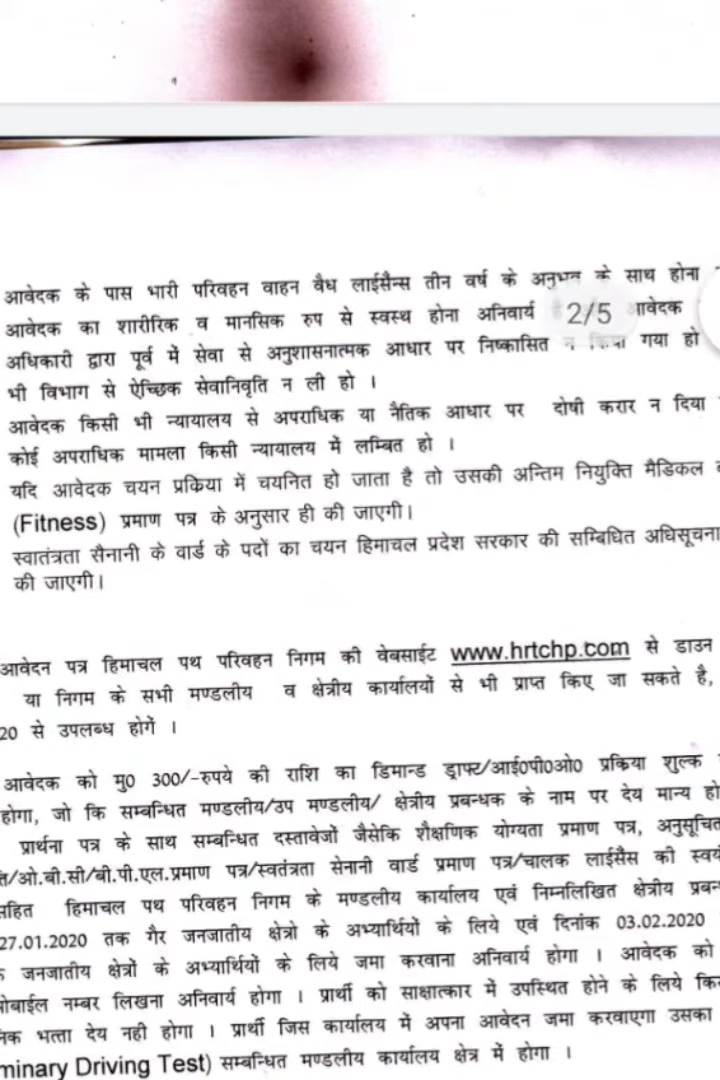 आवेदक के पास भारी परिवहन वाहन वैध लाईसैन्स तीन वर्ष के अनुभव के साथ होना
आवेदक का शारीरिक व मानसिक रुप से स्वस्थ होना अनिवार्य 2/5 आवेदक
अधिकारी द्वारा पूर्व में सेवा से अनुशासनात्मक आधार पर निष्कासित न किया गया हो
भी विभाग से ऐच्छिक सेवानिवृति न ली हो ।
आवेदक किसी भी न्यायालय से अपराधिक या नैतिक आधार पर दोषी करार न दिया
कोई अपराधिक मामला किसी न्यायालय में लम्बित हो ।
यदि आवेदक चयन प्रकिया में चयनित हो जाता है तो उसकी अन्तिम नियुक्ति मैडिकल
(Fitness) प्रमाण पत्र के अनुसार ही की जाएगी।
स्वातंत्रता सैनानी के वार्ड के पदों का चयन हिमाचल प्रदेश सरकार की सम्बिधित अधिसूचना
की जाएगी।
आवेदन पत्र हिमाचल पथ परिवहन निगम की वेबसाईट www.hrtchp.com से डाउन
या निगम के सभी मण्डलीय व क्षेत्रीय कार्यालयों से भी प्राप्त किए जा सकते है,
20 से उपलब्ध होगें ।
आवेदक को मु0 300/-रुपये की राशि का डिमान्ड ड्राफ्ट/आई0पी0ओ0 प्रकिया शुल्क
होगा, जो कि सम्बन्धित मण्डलीय/उप मण्डलीय/ क्षेत्रीय प्रबन्धक के नाम पर देय मान्य हो
प्रार्थना पत्र के साथ सम्बन्धित दस्तावेजों जैसेकि शैक्षणिक योग्यता प्रमाण पत्र, अनुसूचित
/ओ.बी.सी/बी.पी.एल.प्रमाण पत्र/स्वतंत्रता सेनानी वार्ड प्रमाण पत्र/चालक लाईसैंस की
सहित हिमाचल पथ परिवहन निगम के मण्डलीय कार्यालय एवं निम्नलिखित क्षेत्रीय
27.01.2020 तक गैर जनजातीय क्षेत्रो के अभ्यार्थियों के लिये एवं दिनांक 03.02.2020
जनजातीय क्षेत्रों के अभ्यार्थियों के लिये जमा करवाना अनिवार्य होगा । आवेदक को
मोबाईल नम्बर लिखना अनिवार्य होगा । प्रार्थी को साक्षात्कार में उपस्थित होने के लिये
भत्ता देय नही होगा । प्रार्थी जिस कार्यालय में अपना आवेदन जमा करवाएगा उसका
minary Driving Test) सम्बन्धित मण्डलीय कार्यालय क्षेत्र में होगा ।